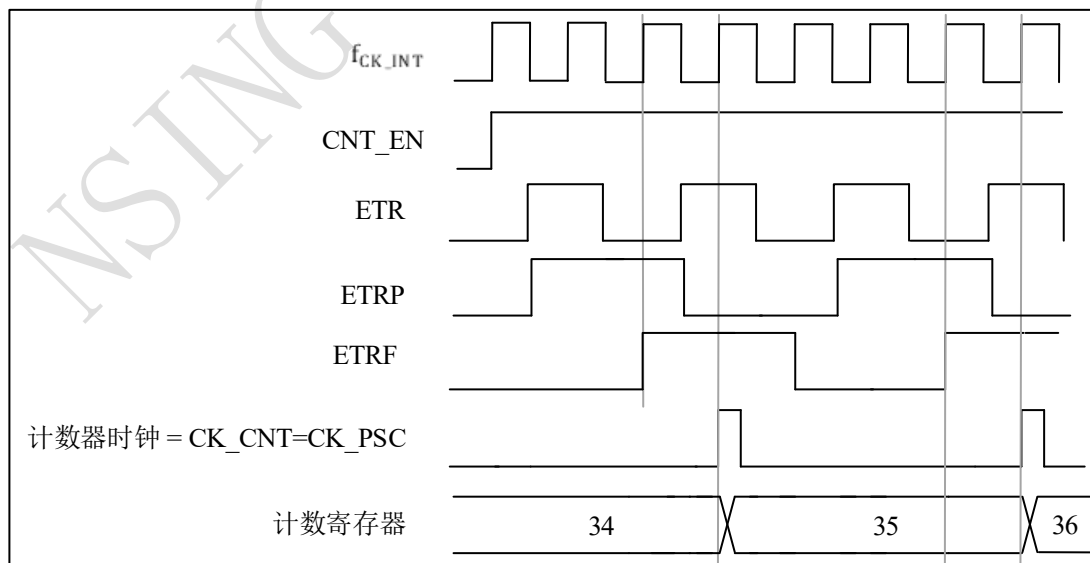 NSING
fCK_INT
CNT_EN
ETR
ETRP
ETRF
计数器时钟 = CK_CNT=CK_PSC
计数寄存器
34
35
36